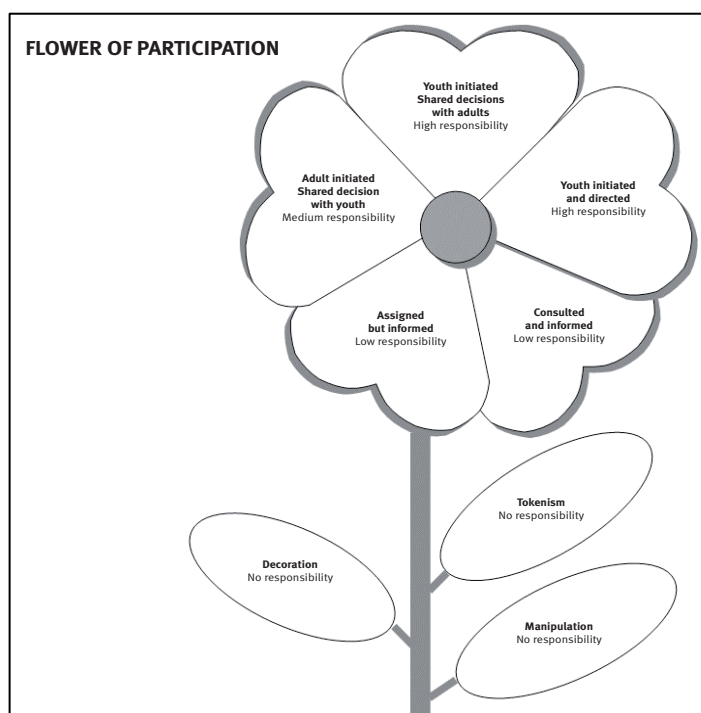 FLOWER OF PARTICIPATION
Youth initiated
Shared decisions
with adults
High responsibility
Adult initiated
Shared decision
with youth
Medium responsibility
Youth initiated
and directed
High responsibility
Assigned
but informed
Low responsibility
Consulted
and informed
Low responsibility
Tokenism
No responsibility
Decoration
No responsibility
Manipulation
No responsibility